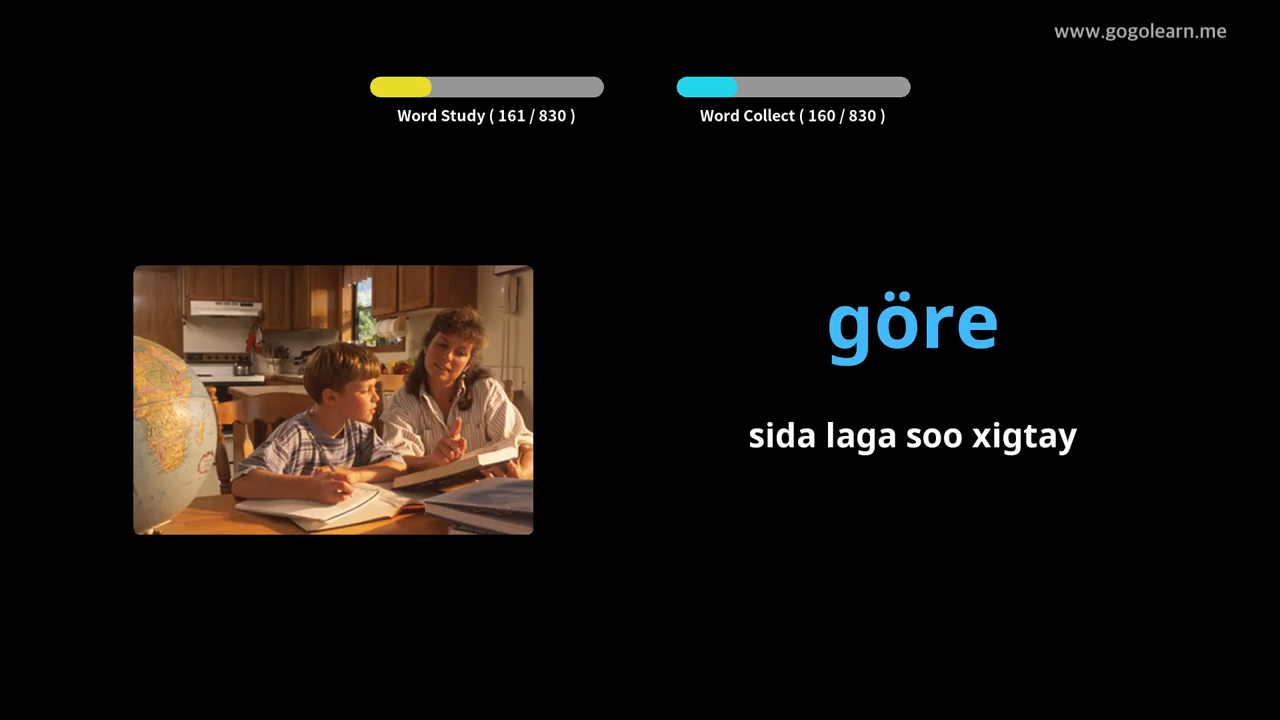 www.gogolearn.me
Word Study ( 161 / 830 )
Word Collect ( 160 / 830 )
göre
sida laga soo xigtay